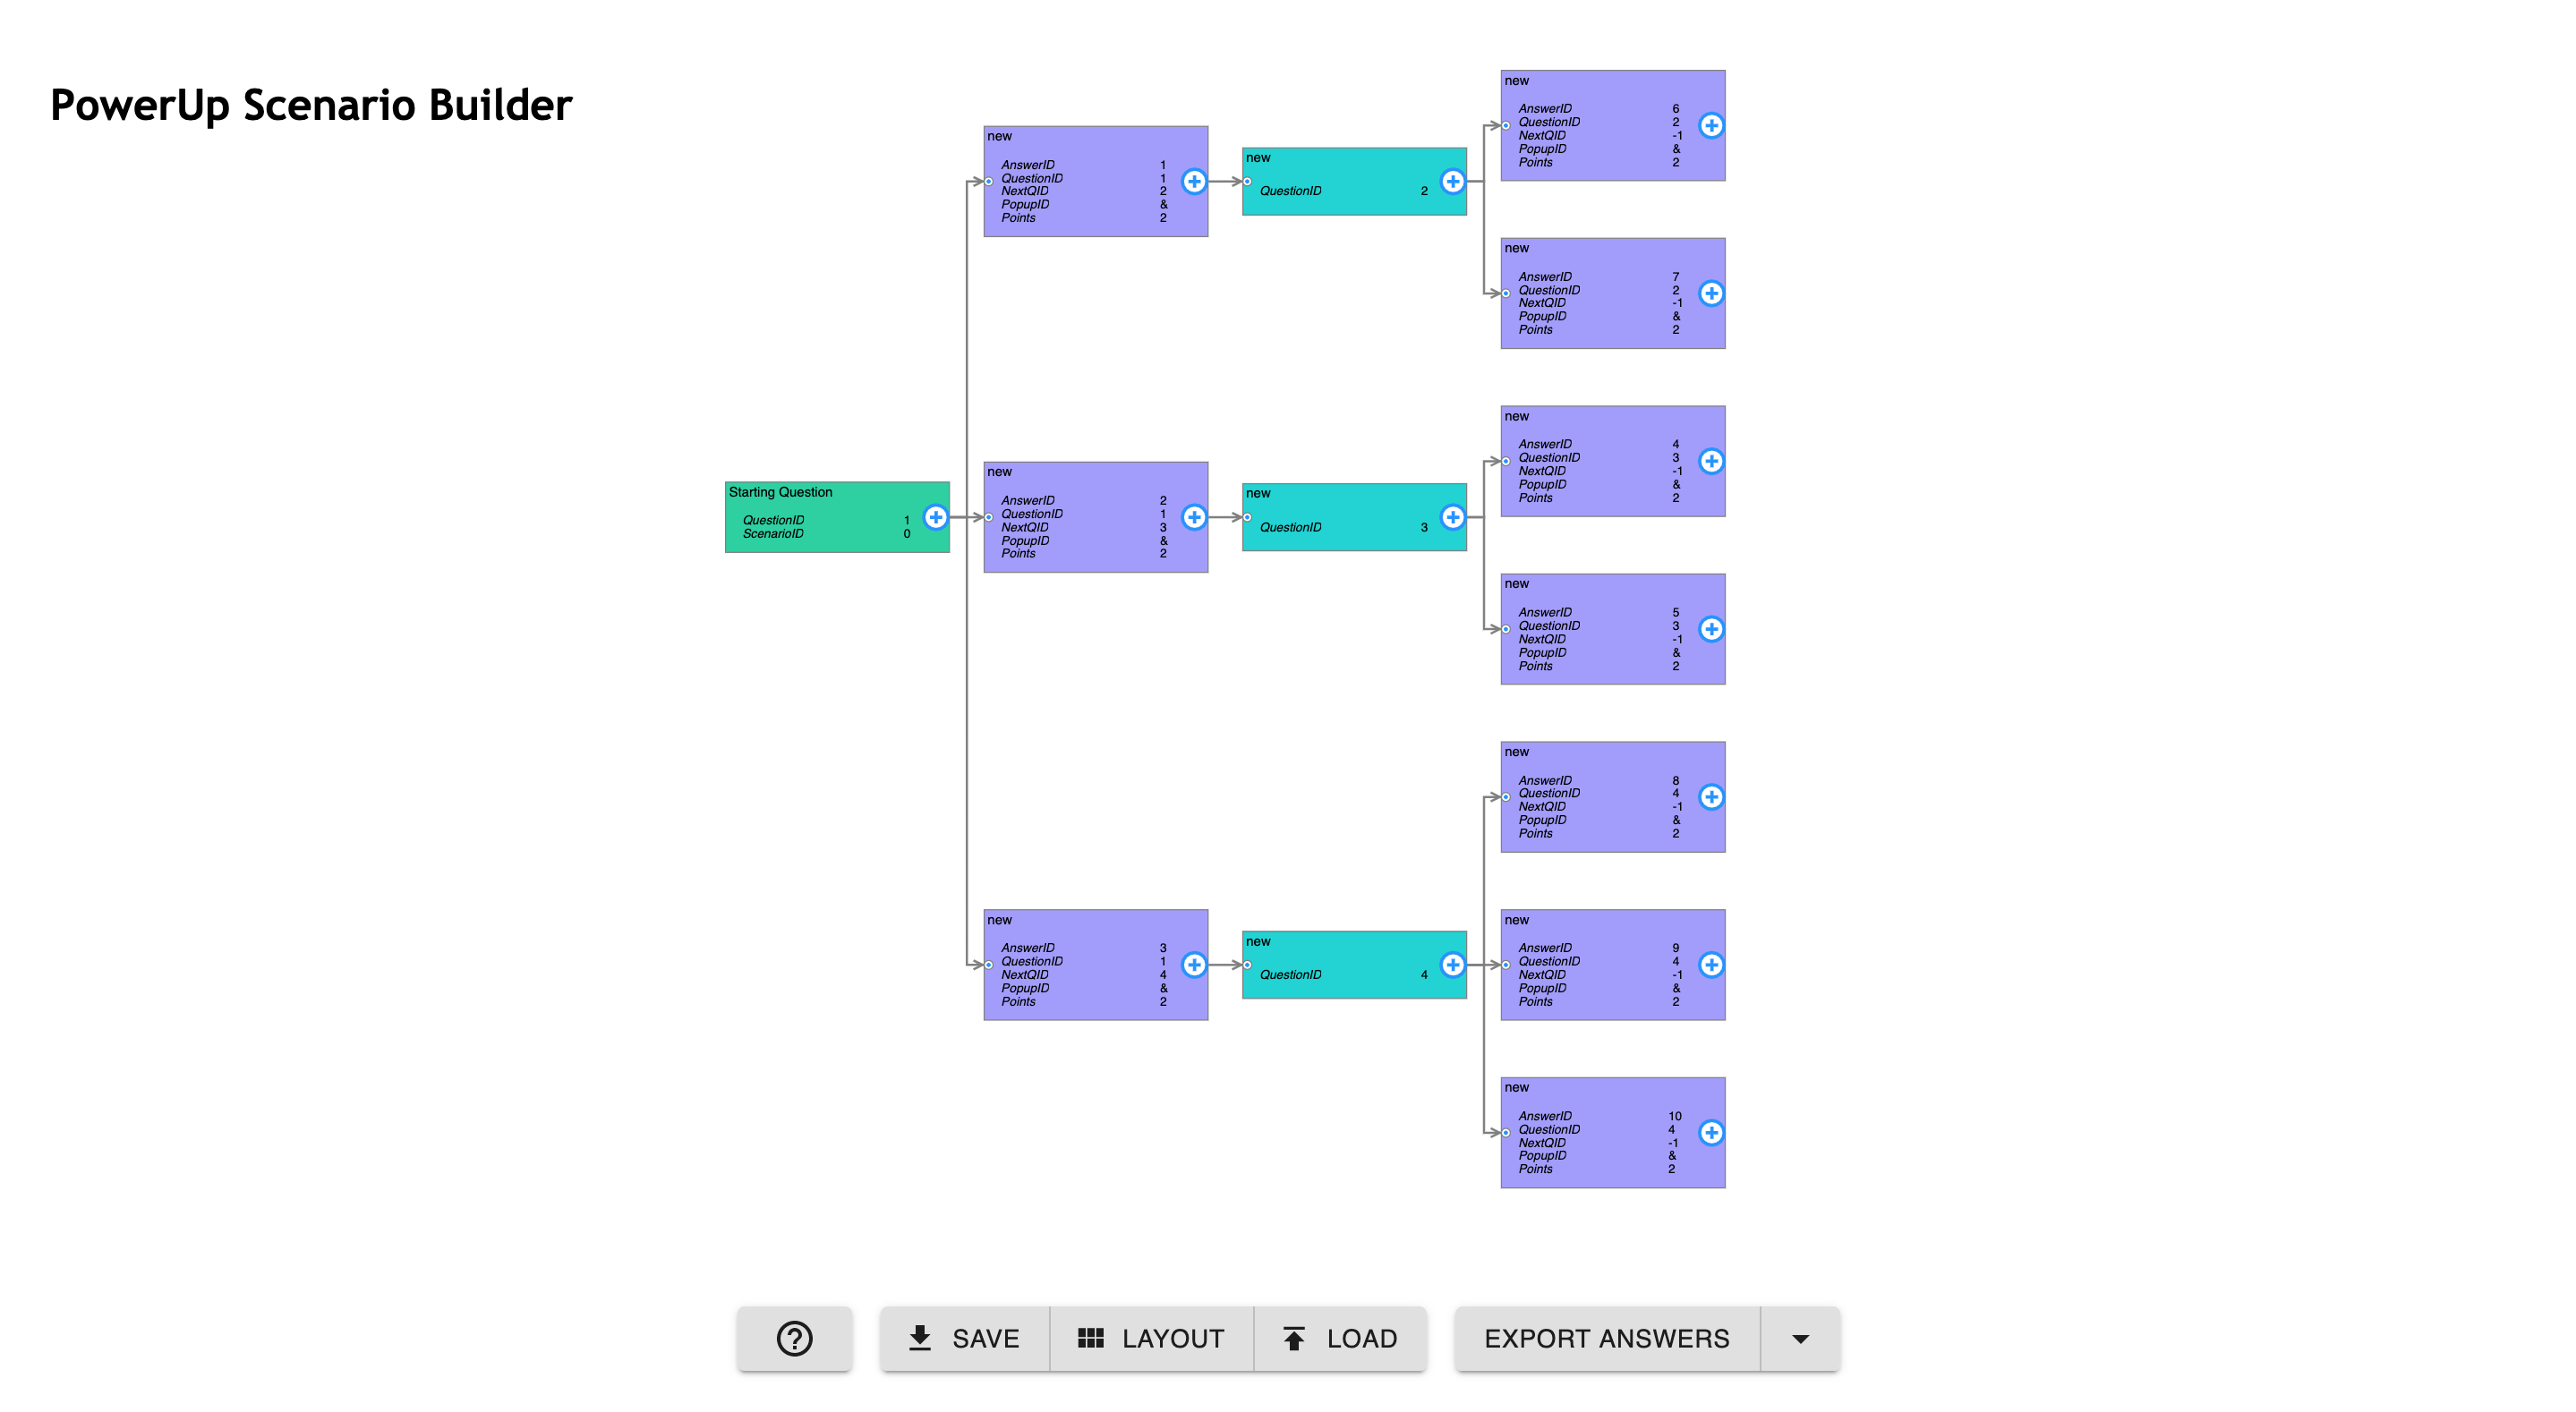 PowerUp Scenario Builder
Starting Question
QuestionID 1
ScenarioID 0
new
AnswerID 1
QuestionID 1
NextQID 2
PopupID &
Points 2
new
QuestionID 2
new
AnswerID 6
QuestionID 2
NextQID -1
PopupID &
Points 2
new
AnswerID 7
QuestionID 2
NextQID -1
PopupID &
Points 2
new
AnswerID 2
QuestionID 1
NextQID 3
PopupID &
Points 2
new
QuestionID 3
new
AnswerID 4
QuestionID 3
NextQID -1
PopupID &
Points 2
new
AnswerID 5
QuestionID 3
NextQID -1
PopupID &
Points 2
new
AnswerID 3
QuestionID 1
NextQID 4
PopupID &
Points 2
new
QuestionID 4
new
AnswerID 8
QuestionID 4
NextQID -1
PopupID &
Points 2
new
AnswerID 9
QuestionID 4
NextQID -1
PopupID &
Points 2
new
AnswerID 10
QuestionID 4
NextQID -1
PopupID &
Points 2
SAVE
LAYOUT
LOAD
EXPORT ANSWERS